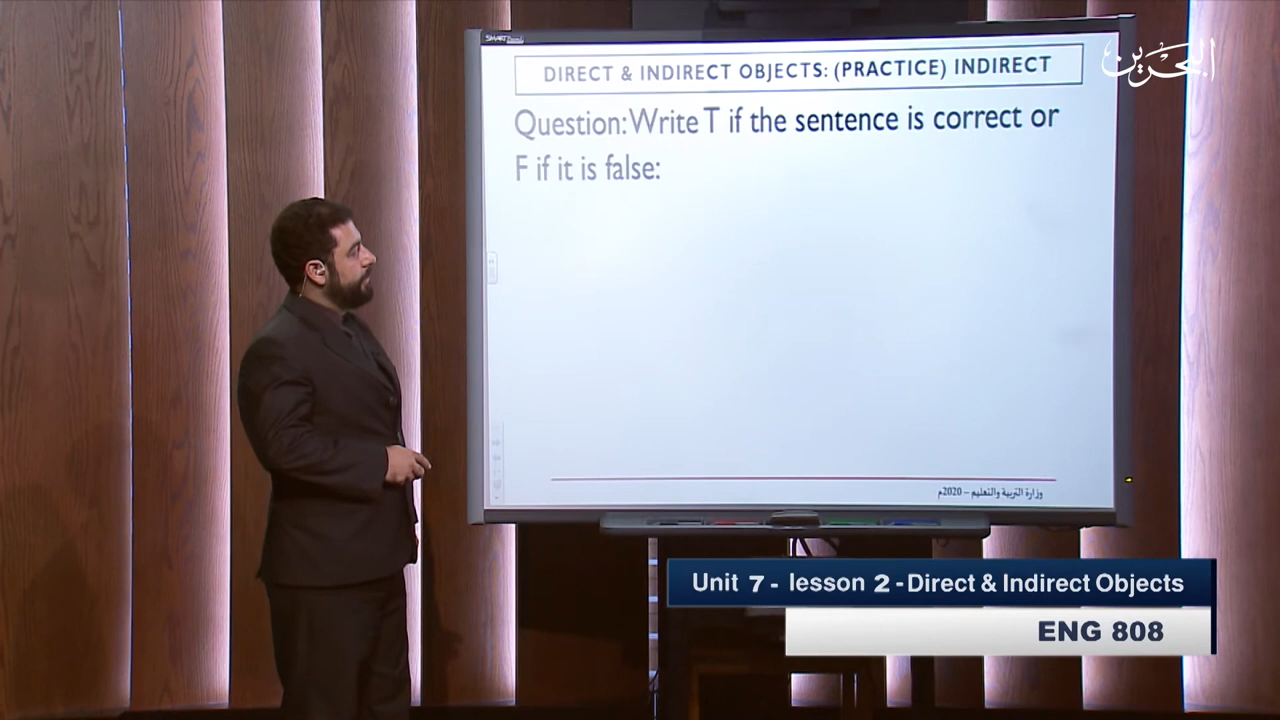 SMART
DIRECT & INDIRECT OBJECTS: (PRACTICE) INDIRECT
البحرين
Question: Write T if the sentence is correct or
F if it is false:
وزارة التربية والتعليم – 2020م
Unit 7 - lesson 2 - Direct & Indirect Objects
ENG 808